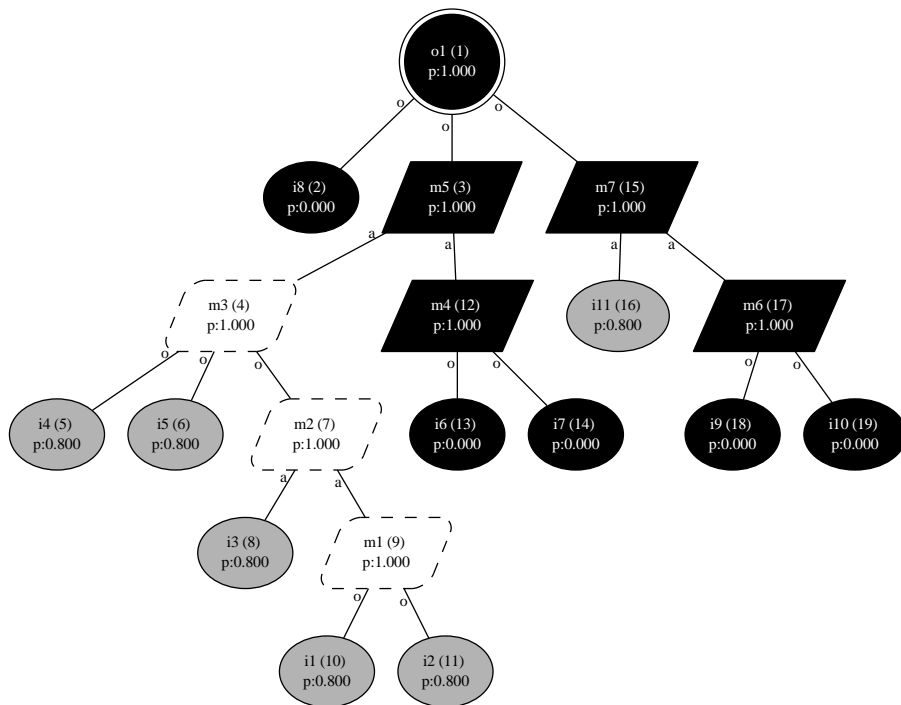 o1 (1)
p:1.000
o
o
o
i8 (2)
p:0.000
m5 (3)
p:1.000
m7 (15)
p:1.000
a
a
a
a
m3 (4)
p:1.000
m4 (12)
p:1.000
i11 (16)
p:0.800
m6 (17)
p:1.000
o
o
o
o
o
o
o
i4 (5)
p:0.800
i5 (6)
p:0.800
m2 (7)
p:1.000
i6 (13)
p:0.000
i7 (14)
p:0.000
i9 (18)
p:0.000
i10 (19)
p:0.000
a
a
i3 (8)
p:0.800
m1 (9)
p:1.000
o
o
i1 (10)
p:0.800
i2 (11)
p:0.800